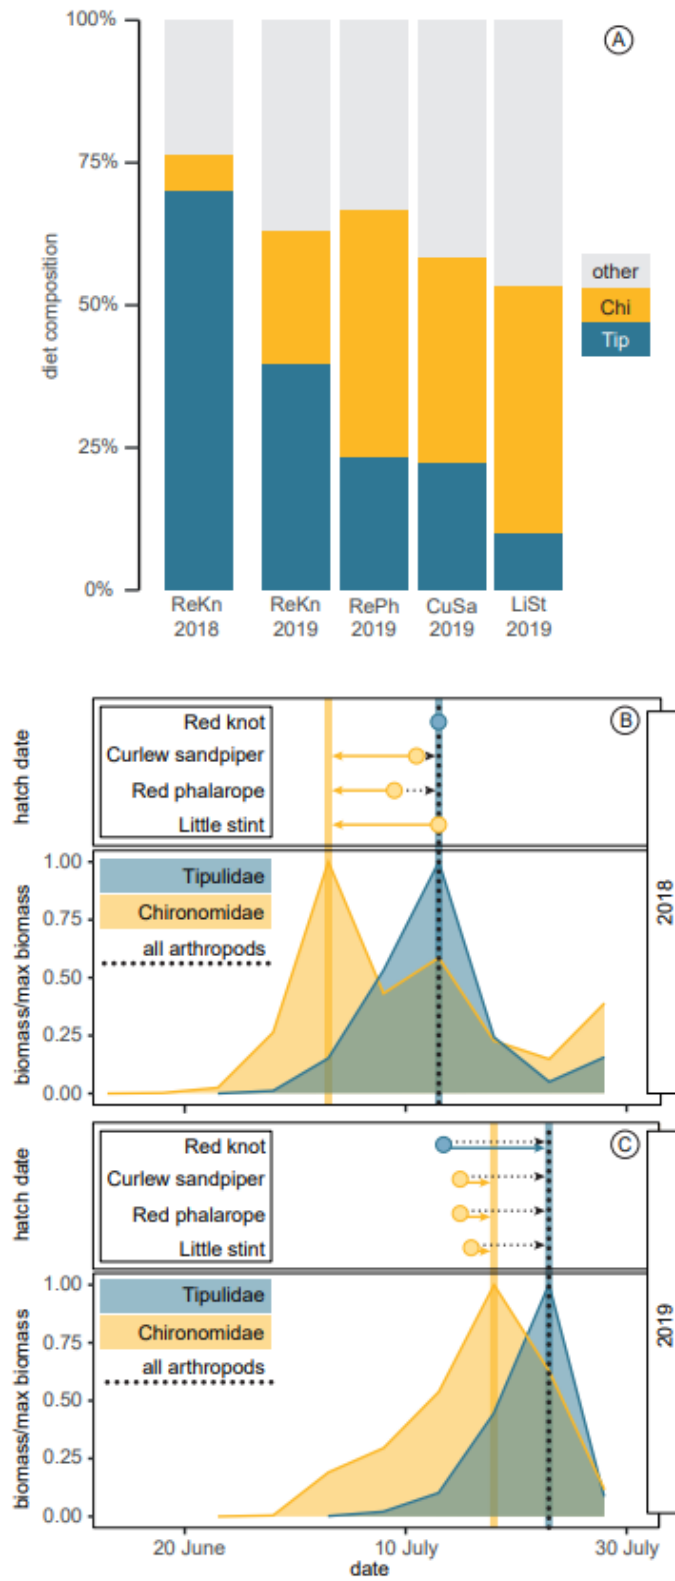 100%
A
75%
50%
25%
0%
diet composition
other
Chi
Tip
ReKn
2018
ReKn
2019
RePh
2019
CuSa
2019
LiSt
2019
hatch date
Red knot
Curlew sandpiper
Red phalarope
Little stint
B
2018
biomass/max biomass
1.00
0.75
0.50
0.25
0.00
Tipulidae
Chironomidae
all arthropods
hatch date
Red knot
Curlew sandpiper
Red phalarope
Little stint
C
2019
biomass/max biomass
1.00
0.75
0.50
0.25
0.00
Tipulidae
Chironomidae
all arthropods
20 June
10 July
30 July
date